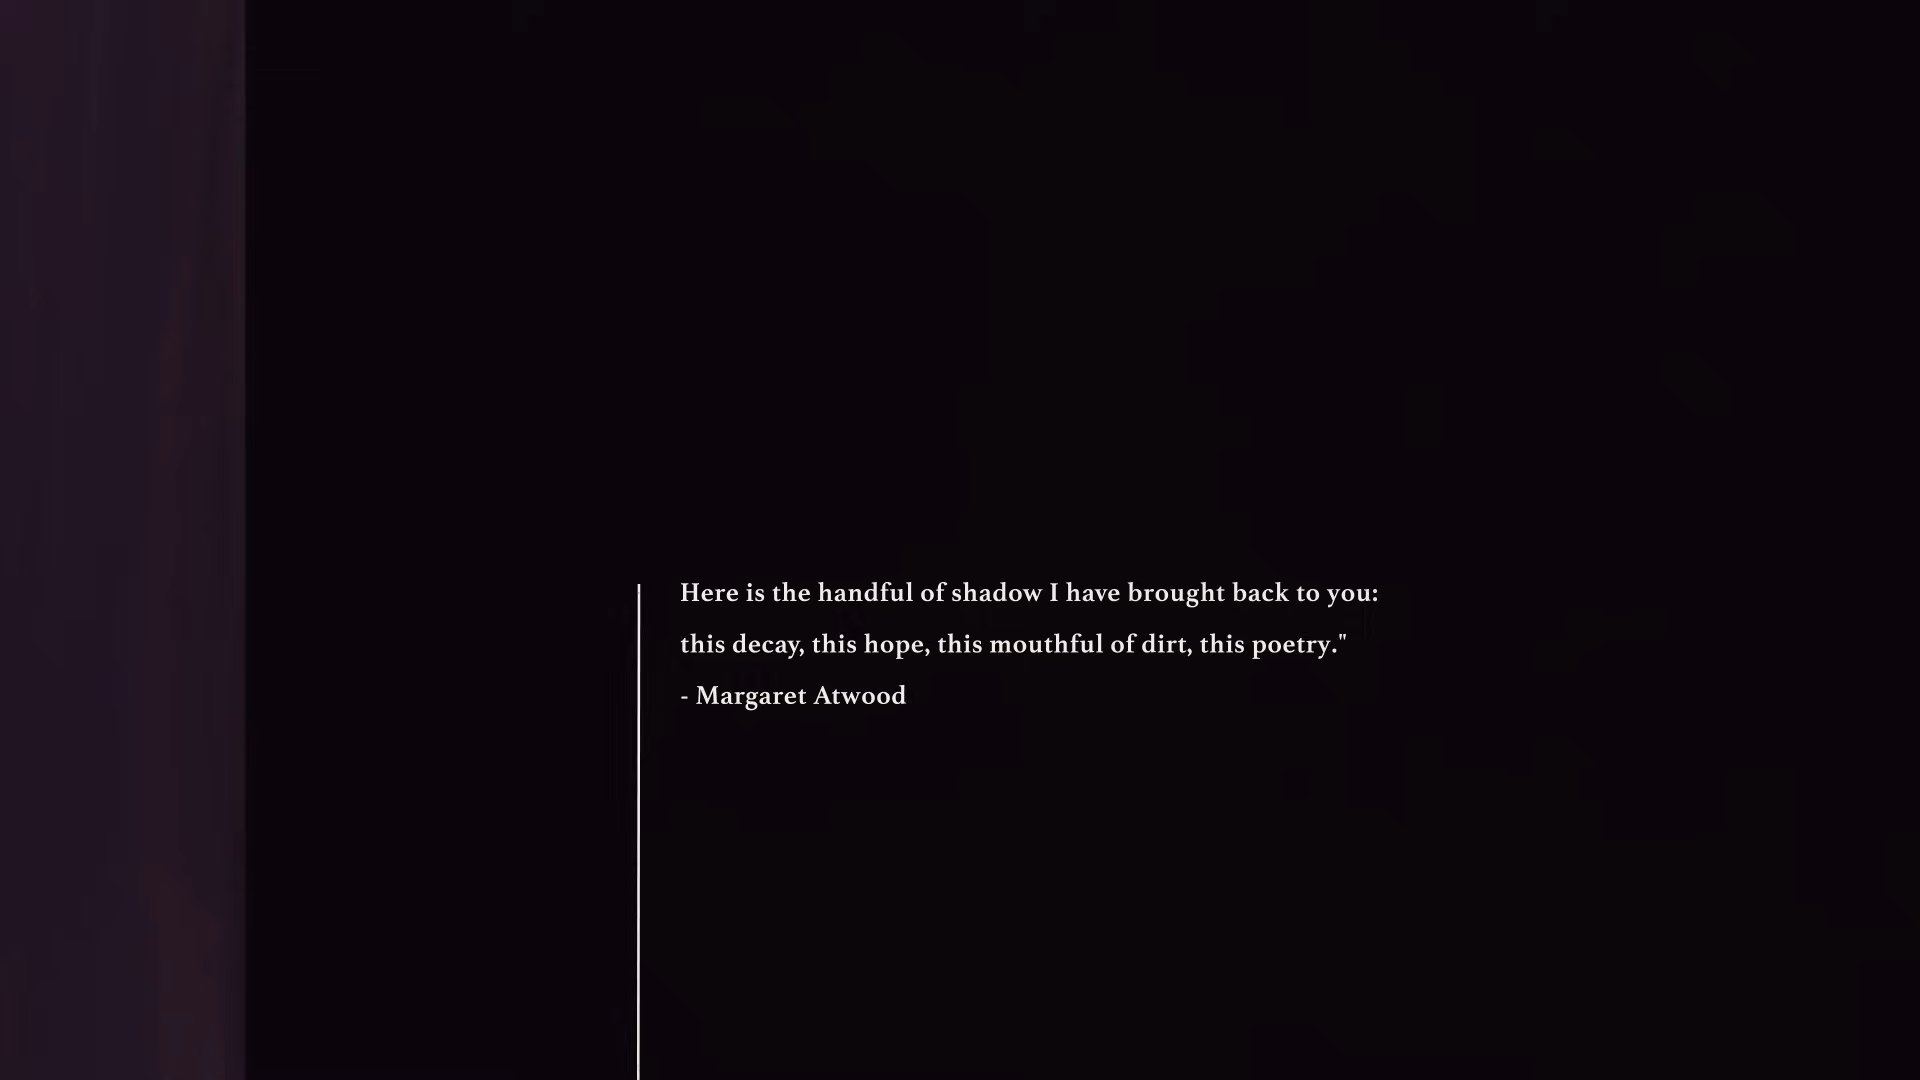 Here is the handful of shadow I have brought back to you:
this decay, this hope, this mouthful of dirt, this poetry."
- Margaret Atwood